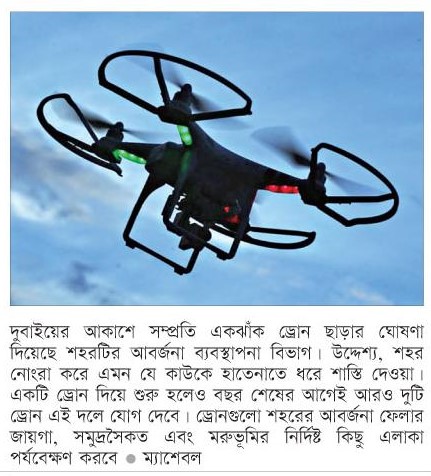 দুবাইয়ের আকাশে সম্প্রতি একঝাঁক ড্রোন ছাড়ার ঘোষণা
দিয়েছে শহরটির আবর্জনা ব্যবস্থাপনা বিভাগ। উদ্দেশ্য, শহর
নোংরা করে এমন যে কাউকে হাতেনাতে ধরে শাস্তি দেওয়া।
একটি ড্রোন দিয়ে শুরু হলেও বছর শেষের আগেই আরও দুটি
ড্রোন এই দলে যোগ দেবে। ড্রোনগুলো শহরের আবর্জনা ফেলার
জায়গা, সমুদ্রসৈকত এবং মরুভূমির নির্দিষ্ট কিছু এলাকা
পর্যবেক্ষণ করবে ● ম্যাশেবল